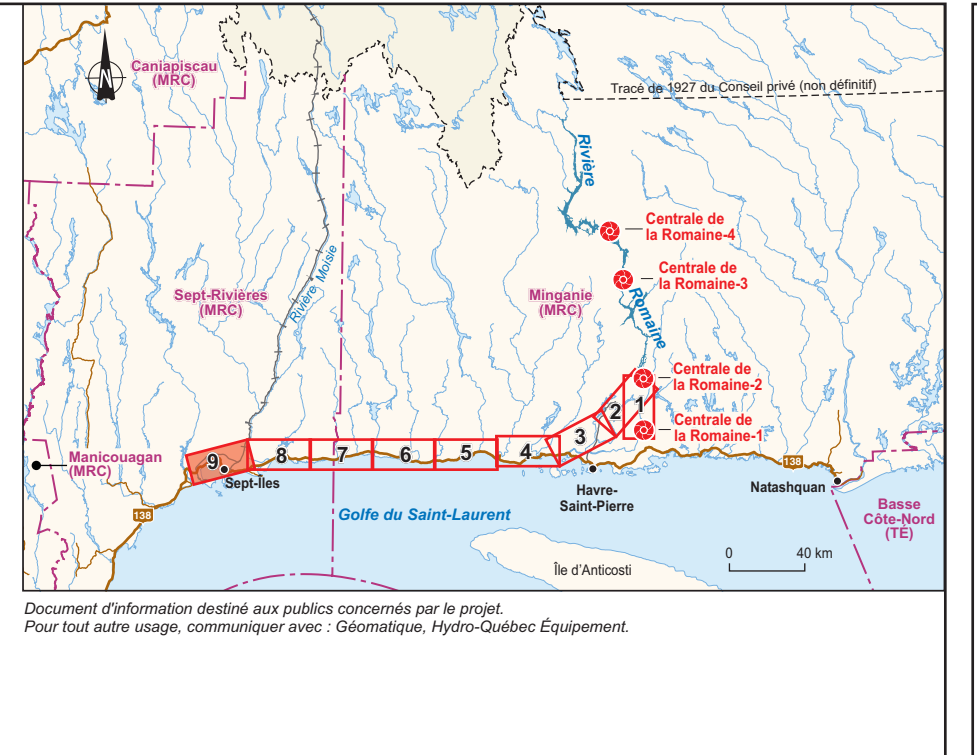 Caniapiscau
(MRC)
N
Tracé de 1927 du Conseil privé (non définitif)
Rivière
Centrale de
la Romaine-4
Centrale de
la Romaine-3
Romaine
Sept-Rivières
(MRC)
Rivière Moisie
Minganie
(MRC)
Centrale de
la Romaine-2
Centrale de
la Romaine-1
1
2
3
4
5
6
7
8
9
Manicouagan
(MRC)
Sept-Îles
138
138
Havre-
Saint-Pierre
Natashquan
Basse
Côte-Nord
(TÉ)
Golfe du Saint-Laurent
Île d'Anticosti
0 40 km
Document d'information destiné aux publics concernés par le projet.
Pour tout autre usage, communiquer avec : Géomatique, Hydro-Québec Équipement.